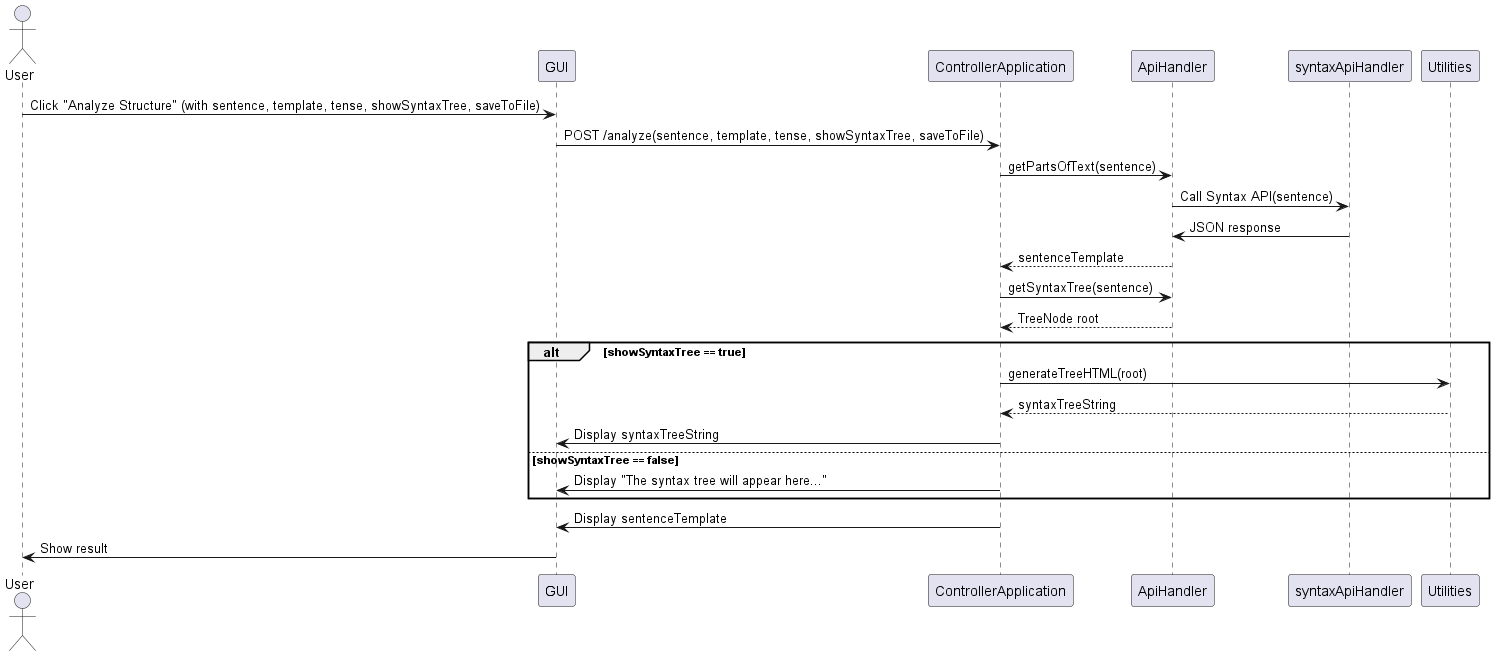 User
GUI
ControllerApplication
ApiHandler
syntaxApiHandler
Utilities
Click "Analyze Structure" (with sentence, template, tense, showSyntaxTree, saveToFile)
POST /analyze(sentence, template, tense, showSyntaxTree, saveToFile)
getPartsOfText(sentence)
Call Syntax API(sentence)
JSON response
sentenceTemplate
getSyntaxTree(sentence)
TreeNode root
alt
[showSyntaxTree == true]
generateTreeHTML(root)
syntaxTreeString
Display syntaxTreeString
[showSyntaxTree == false]
Display "The syntax tree will appear here..."
Display sentenceTemplate
Show result
User
GUI
ControllerApplication
ApiHandler
syntaxApiHandler
Utilities